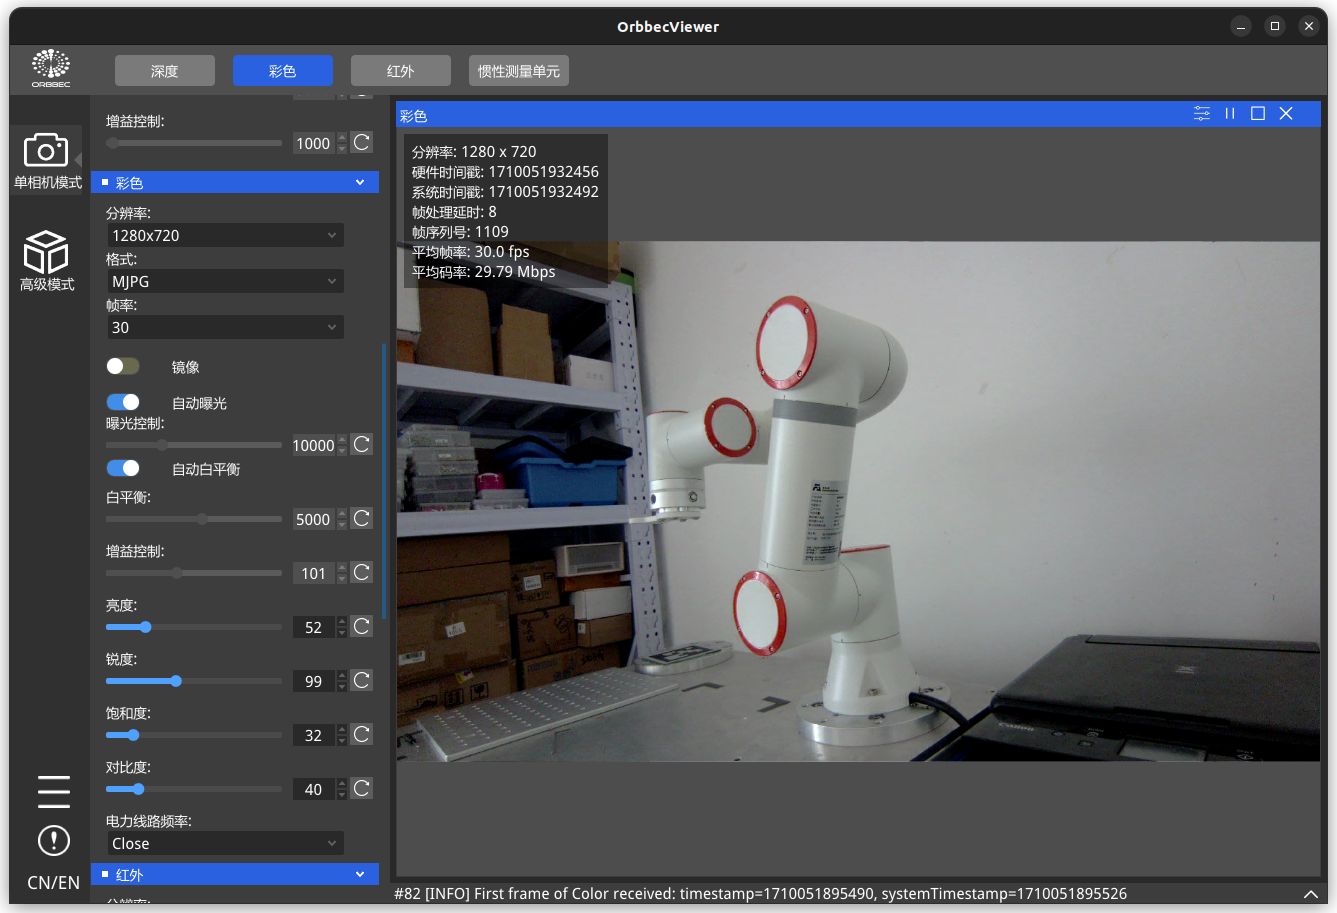 OrbbecViewer
ORBBEC
深度
彩色
红外
惯性测量单元
单相机模式
高级模式
CN/EN
增益控制:
1000
彩色
分辨率:
1280x720
格式:
MJPG
帧率:
30
镜像
自动曝光
曝光控制:
10000
自动白平衡
白平衡:
5000
增益控制:
101
亮度:
52
锐度:
99
饱和度:
32
对比度:
40
电力线路频率:
Close
红外
彩色
分辨率: 1280 x 720
硬件时间戳: 1710051932456
系统时间戳: 1710051932492
帧处理延时: 8
帧序列号: 1109
平均帧率: 30.0 fps
平均码率: 29.79 Mbps
Canon
#82 [INFO] First frame of Color received: timestamp=1710051895490, systemTimestamp=1710051895526